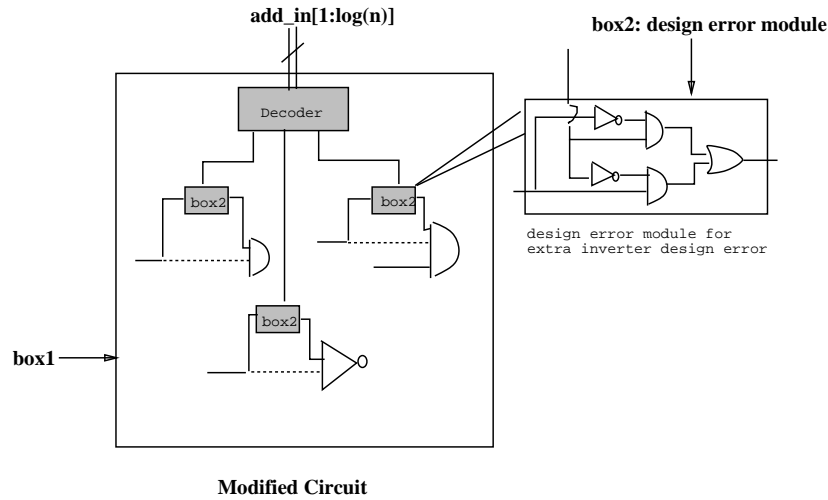 add_in[1:log(n)]
box2: design error module
Decoder
box2
box2
design error module for
extra inverter design error
box2
box1
Modified Circuit